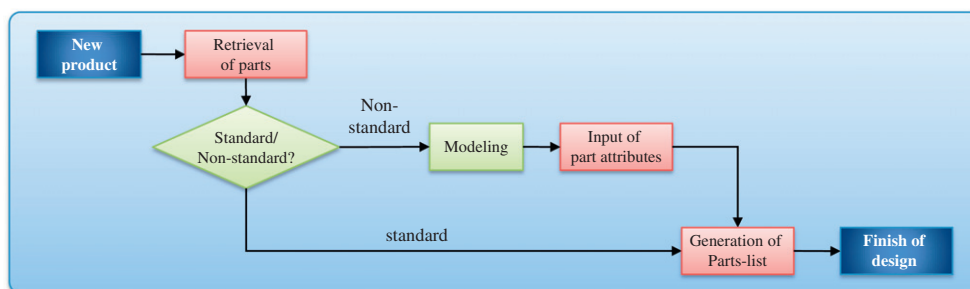 New
product
Retrieval
of parts
Standard/
Non-standard?
Non-
standard
Modeling
Input of
part attributes
standard
Generation of
Parts-list
Finish of
design